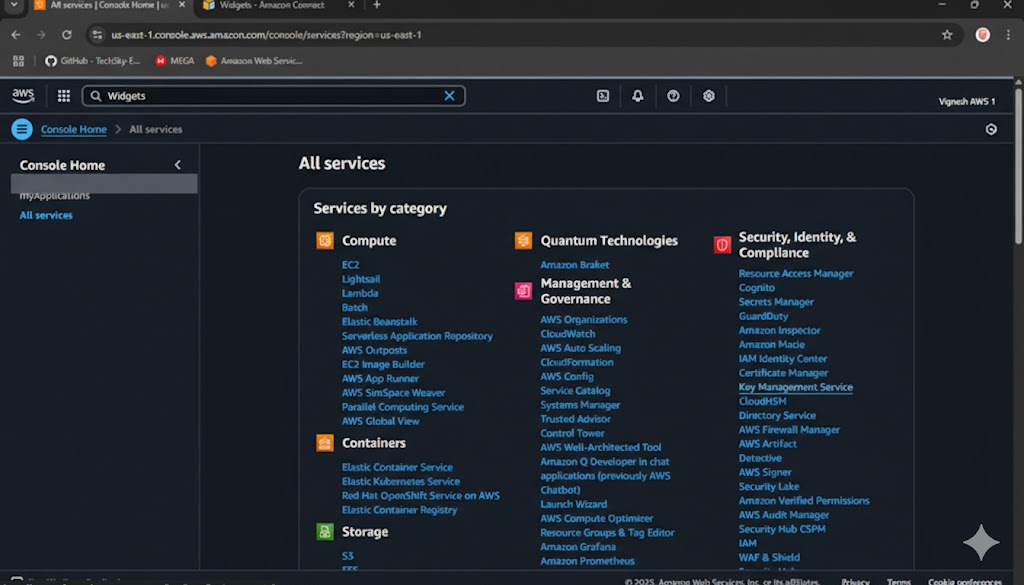 All services | Console Home | us
Widgets - Amazon Connect
us-east-1.console.aws.amazon.com/console/services?region=us-east-1
GitHub - TechSky E...
MEGA
Amazon Web Servic...
aws
Widgets
Vignesh AWS 1
Console Home
All services
Console Home
myApplications
All services
All services
Services by category
Compute
EC2
Lightsail
Lambda
Batch
Elastic Beanstalk
Serverless Application Repository
AWS Outposts
EC2 Image Builder
AWS App Runner
AWS SimSpace Weaver
Parallel Computing Service
AWS Global View
Containers
Elastic Container Service
Elastic Kubernetes Service
Red Hat OpenShift Service on AWS
Elastic Container Registry
Storage
S3
EFS
Quantum Technologies
Amazon Braket
Management &
Governance
AWS Organizations
CloudWatch
AWS Auto Scaling
CloudFormation
AWS Config
Service Catalog
Systems Manager
Trusted Advisor
Control Tower
AWS Well-Architected Tool
Amazon Q Developer in chat
applications (previously AWS
Chatbot)
Launch Wizard
AWS Compute Optimizer
Resource Groups & Tag Editor
Amazon Grafana
Amazon Prometheus
Security, Identity, &
Compliance
Resource Access Manager
Cognito
Secrets Manager
GuardDuty
Amazon Inspector
Amazon Macie
IAM Identity Center
Certificate Manager
Key Management Service
CloudHSM
Directory Service
AWS Firewall Manager
AWS Artifact
Detective
AWS Signer
Security Lake
Amazon Verified Permissions
AWS Audit Manager
Security Hub CSPM
IAM
WAF & Shield
© 2025, Amazon Web Services, Inc. or its affiliates.
Privacy
Terms
Cookie preferences